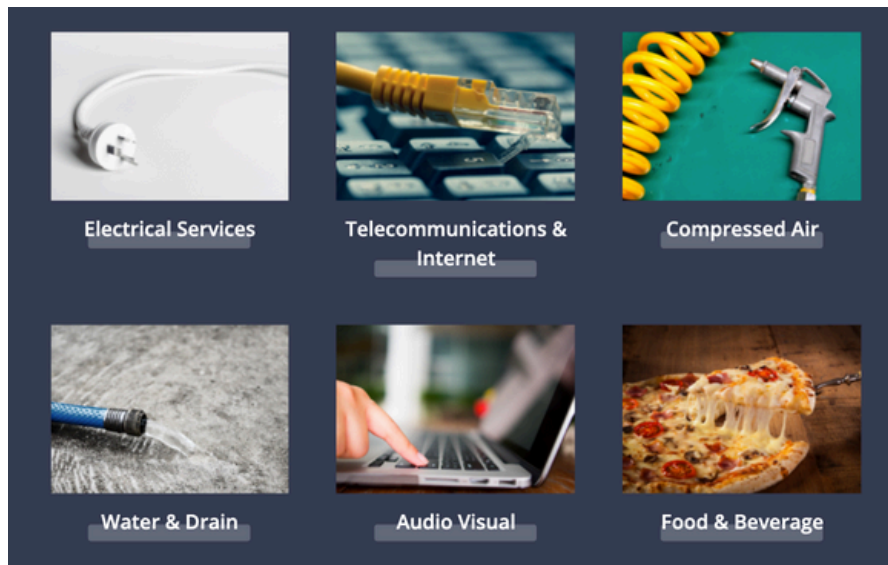 Electrical Services
Telecommunications &
Internet
Compressed Air
Water & Drain
Audio Visual
Food & Beverage